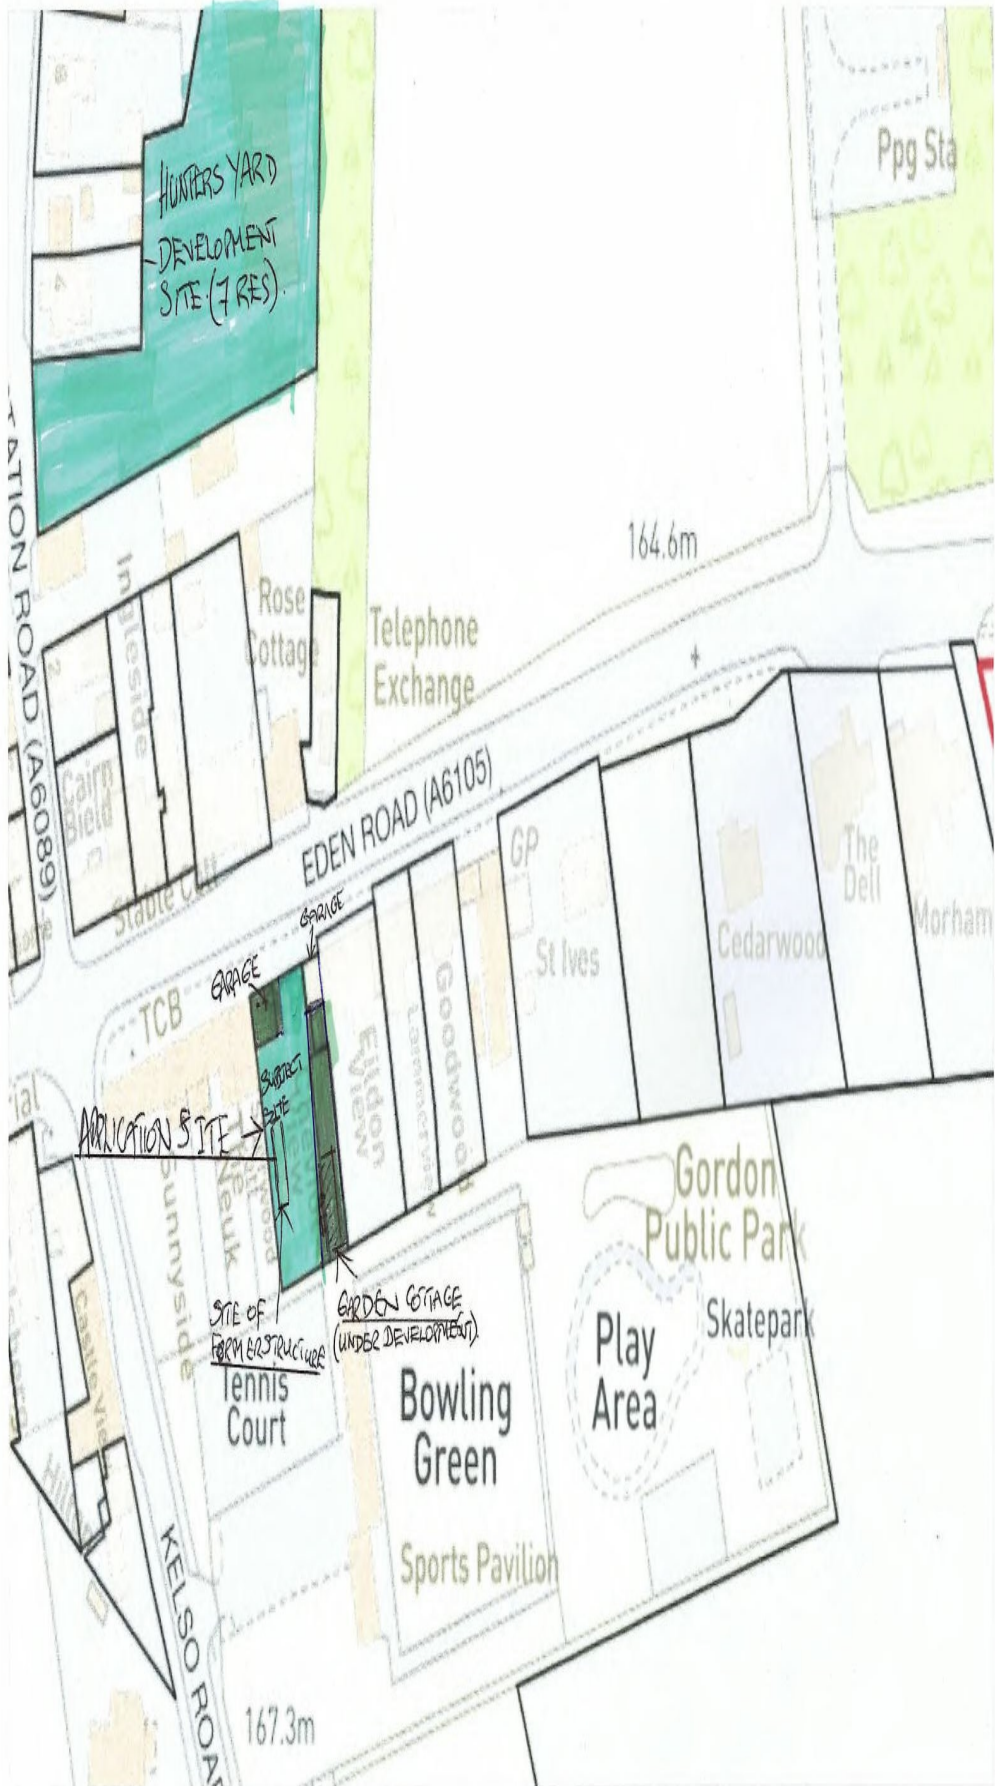 HUNTERS YARD
DEVELOPMENT
SITE. (7 RES).
Ppg Sta
164.6m
TATION ROAD (A6089)
Ingleside
Rose
Cottage
Telephone
Exchange
2
Cairn
Bield
EDEN ROAD (A6105)
GARAGE
GARAGE
TCB
GP
St Ives
Cedarwood
The
Dell
Morham
Goodwood
Eildon
View
SUBJECT
SITE
APPLICATION SITE
Sunnyside
Neuk
SITE OF
FORMER STRUCTURE
GARDEN COTTAGE
(UNDER DEVELOPMENT).
Tennis
Court
Bowling
Green
Sports Pavilion
Gordon
Public Park
Skatepark
Play
Area
KELSO ROAD
167.3m